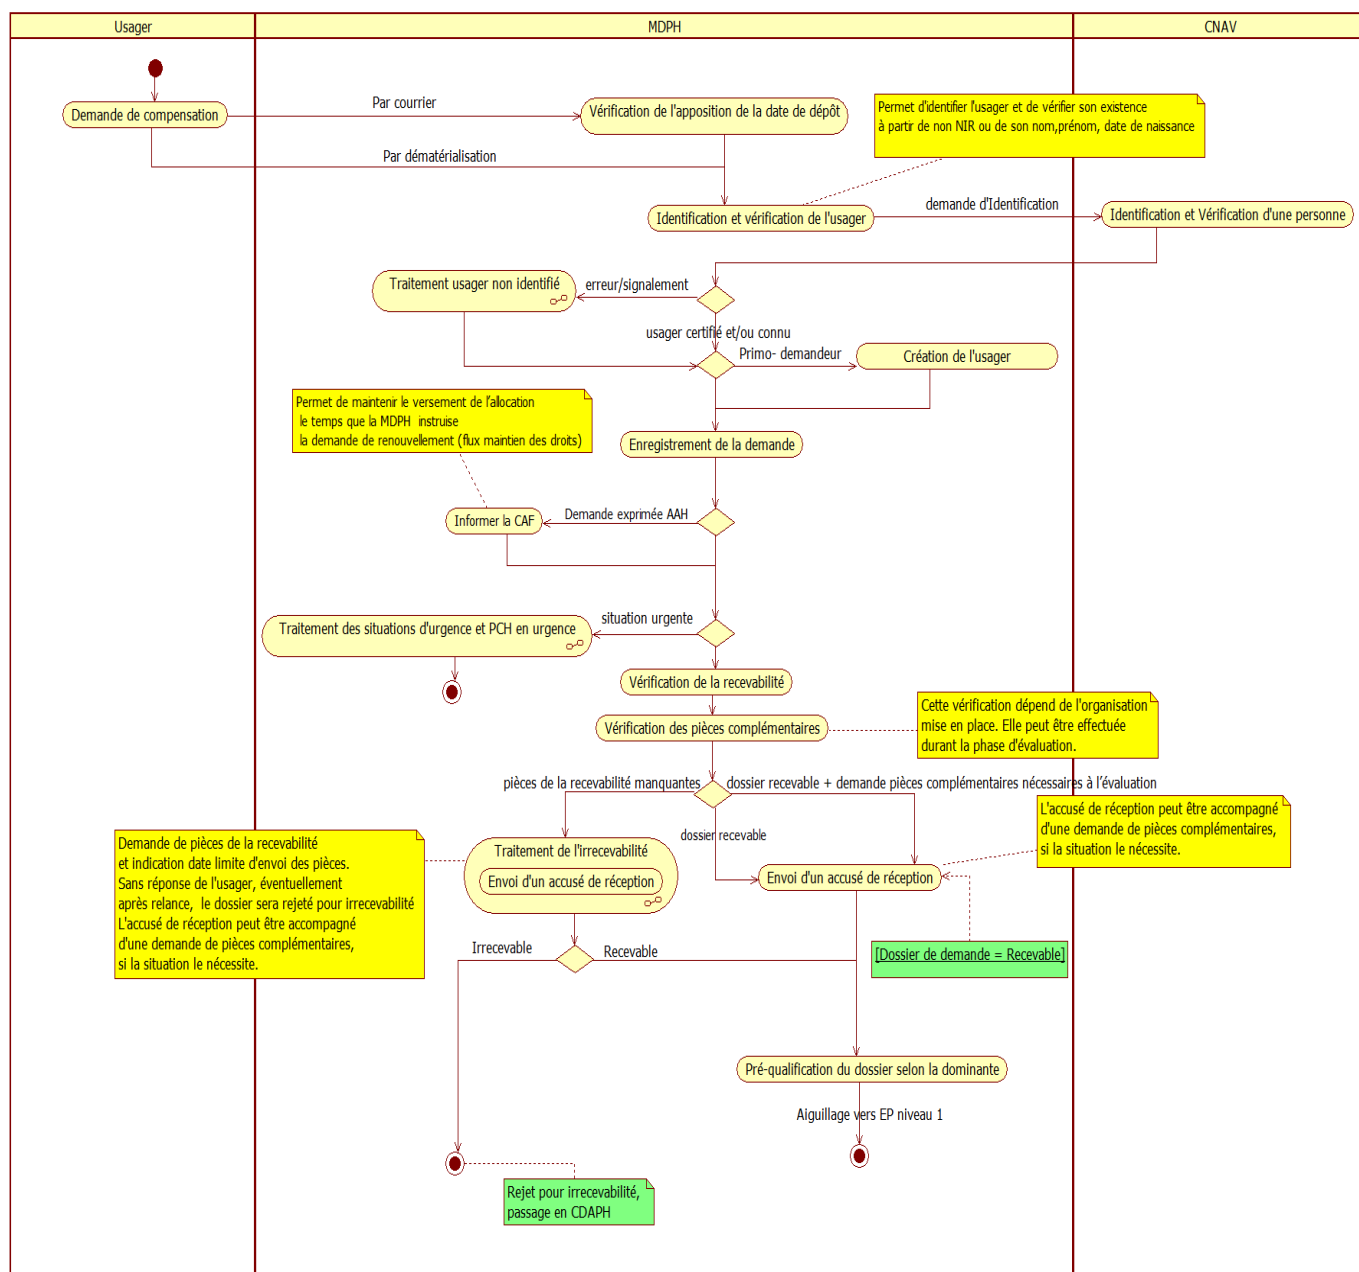 Usager
MDPH
CNAV
Demande de compensation
Par courrier
Vérification de l'apposition de la date de dépôt
Permet d'identifier l'usager et de vérifier son existence
à partir de non NIR ou de son nom,prénom, date de naissance
Par dématérialisation
Identification et vérification de l'usager
demande d'Identification
Identification et Vérification d'une personne
Traitement usager non identifié
erreur/signalement
usager certifié et/ou connu
Primo- demandeur
Création de l'usager
Permet de maintenir le versement de l'allocation
le temps que la MDPH instruise
la demande de renouvellement (flux maintien des droits)
Enregistrement de la demande
Informer la CAF
Demande exprimée AAH
situation urgente
Traitement des situations d'urgence et PCH en urgence
Vérification de la recevabilité
Vérification des pièces complémentaires
Cette vérification dépend de l'organisation
mise en place. Elle peut être effectuée
durant la phase d'évaluation.
pièces de la recevabilité manquantes
dossier recevable + demande pièces complémentaires nécessaires à l'évaluation
dossier recevable
L'accusé de réception peut être accompagné
d'une demande de pièces complémentaires,
si la situation le nécessite.
Demande de pièces de la recevabilité
et indication date limite d'envoi des pièces.
Sans réponse de l'usager, éventuellement
après relance, le dossier sera rejeté pour irrecevabilité
L'accusé de réception peut être accompagné
d'une demande de pièces complémentaires,
si la situation le nécessite.
Traitement de l'irrecevabilité
Envoi d'un accusé de réception
Envoi d'un accusé de réception
Irrecevable
Recevable
[Dossier de demande = Recevable]
Pré-qualification du dossier selon la dominante
Aiguillage vers EP niveau 1
Rejet pour irrecevabilité,
passage en CDAPH